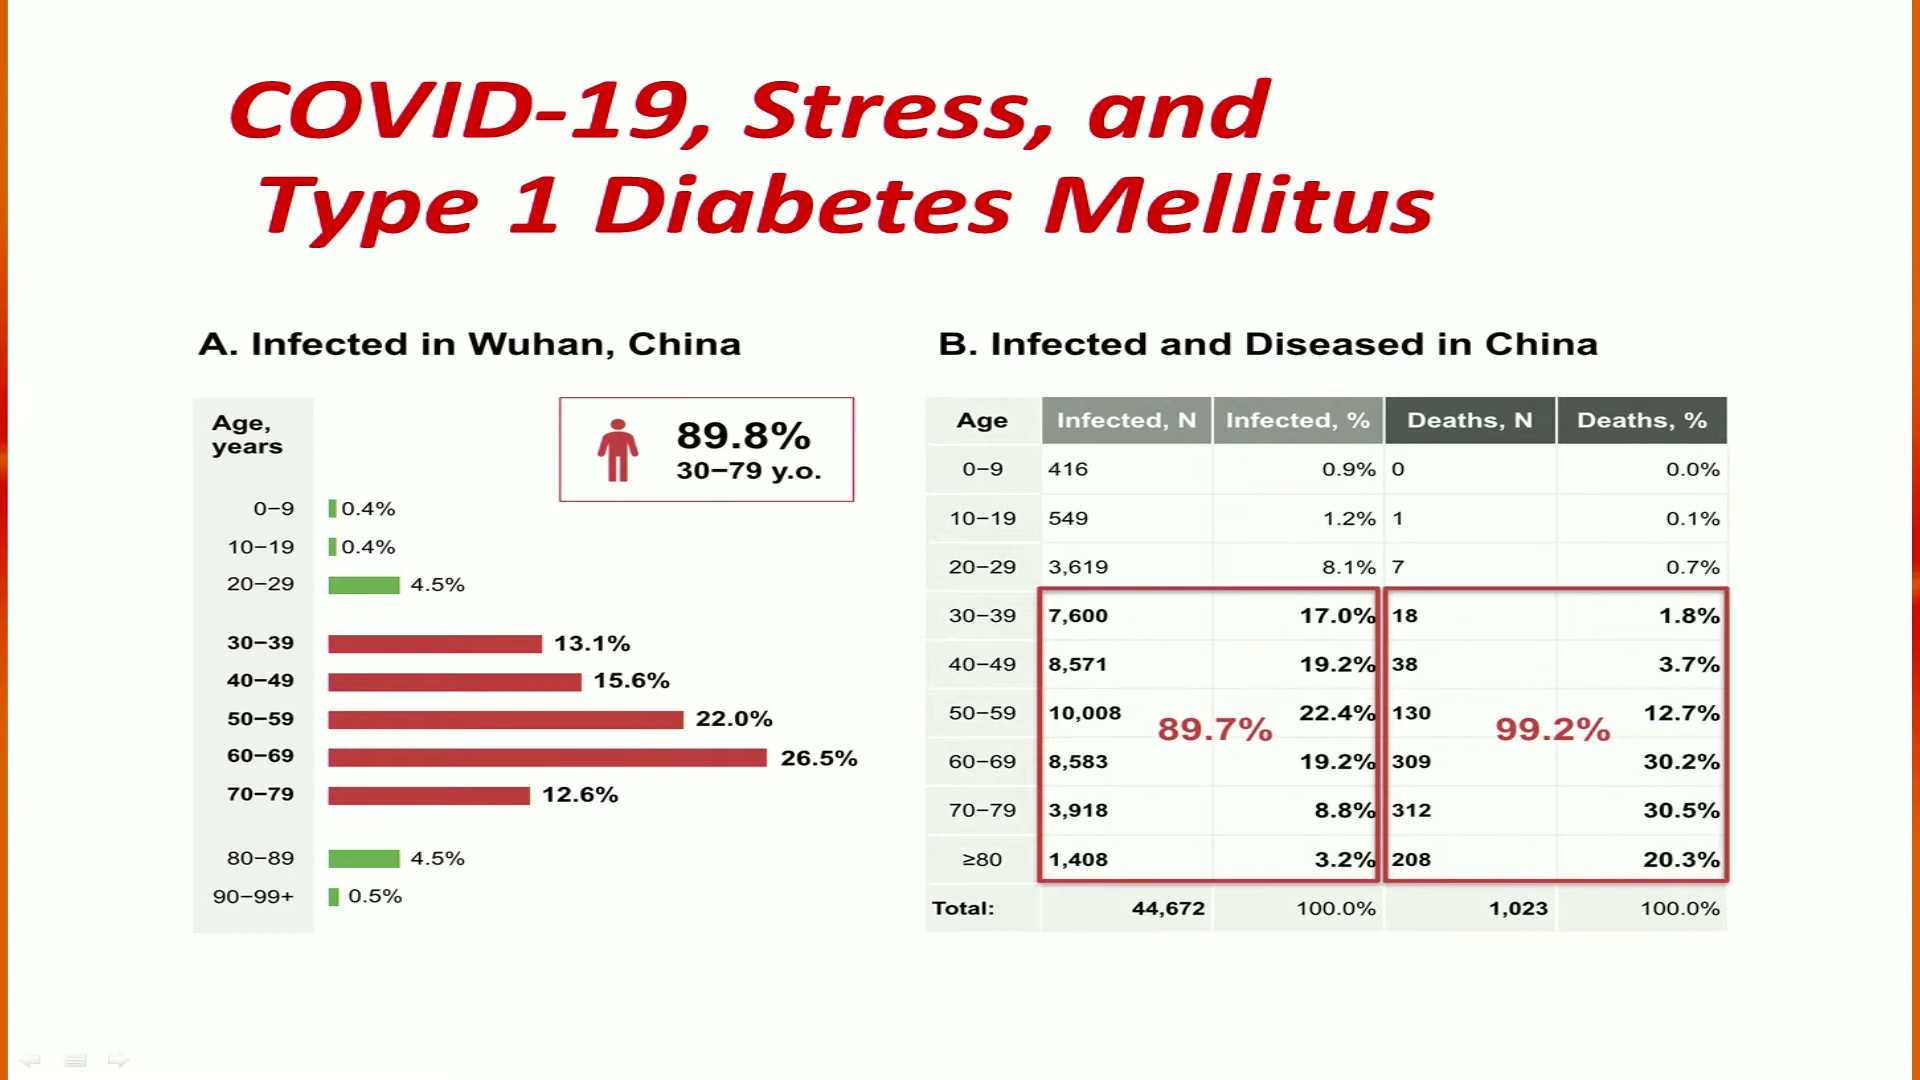 COVID-19, Stress, and
Type 1 Diabetes Mellitus
A. Infected in Wuhan, China
Age,
years
89.8%
30−79 y.o.
0−9 0.4%
10−19 0.4%
20−29 4.5%
30−39 13.1%
40−49 15.6%
50−59 22.0%
60−69 26.5%
70−79 12.6%
80−89 4.5%
90−99+ 0.5%
B. Infected and Diseased in China
Age Infected, N Infected, % Deaths, N Deaths, %
0−9 416 0.9% 0 0.0%
10−19 549 1.2% 1 0.1%
20−29 3,619 8.1% 7 0.7%
30−39 7,600 17.0% 18 1.8%
40−49 8,571 19.2% 38 3.7%
50−59 10,008 22.4% 130 12.7%
89.7% 99.2%
60−69 8,583 19.2% 309 30.2%
70−79 3,918 8.8% 312 30.5%
≥80 1,408 3.2% 208 20.3%
Total: 44,672 100.0% 1,023 100.0%